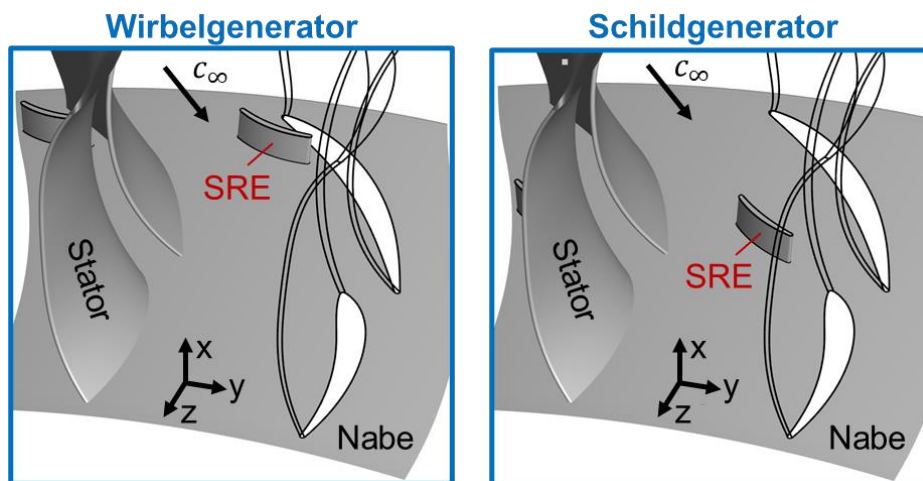 Wirbelgenerator
c∞
SRE
Stator
x
y
z
Nabe
Schildgenerator
c∞
SRE
Stator
x
y
z
Nabe